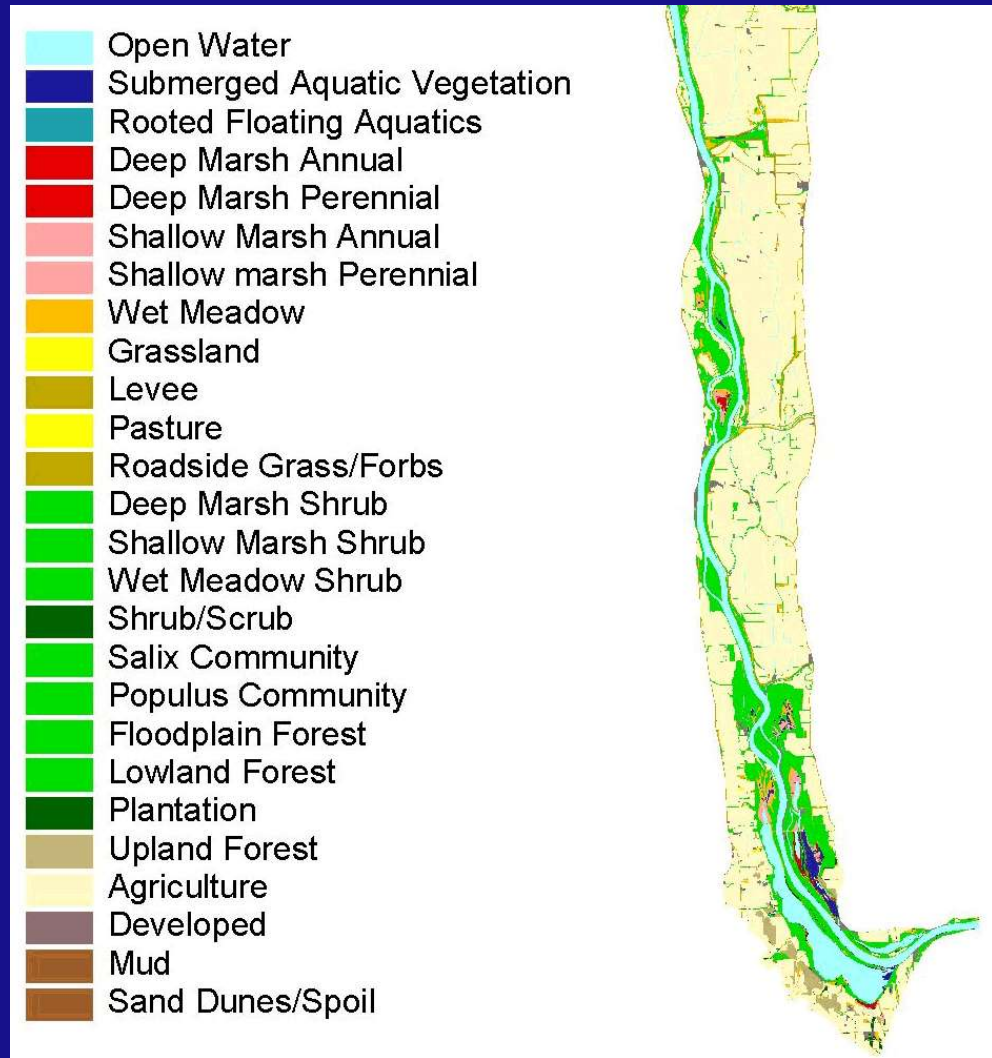 Open Water
Submerged Aquatic Vegetation
Rooted Floating Aquatics
Deep Marsh Annual
Deep Marsh Perennial
Shallow Marsh Annual
Shallow marsh Perennial
Wet Meadow
Grassland
Levee
Pasture
Roadside Grass/Forbs
Deep Marsh Shrub
Shallow Marsh Shrub
Wet Meadow Shrub
Shrub/Scrub
Salix Community
Populus Community
Floodplain Forest
Lowland Forest
Plantation
Upland Forest
Agriculture
Developed
Mud
Sand Dunes/Spoil